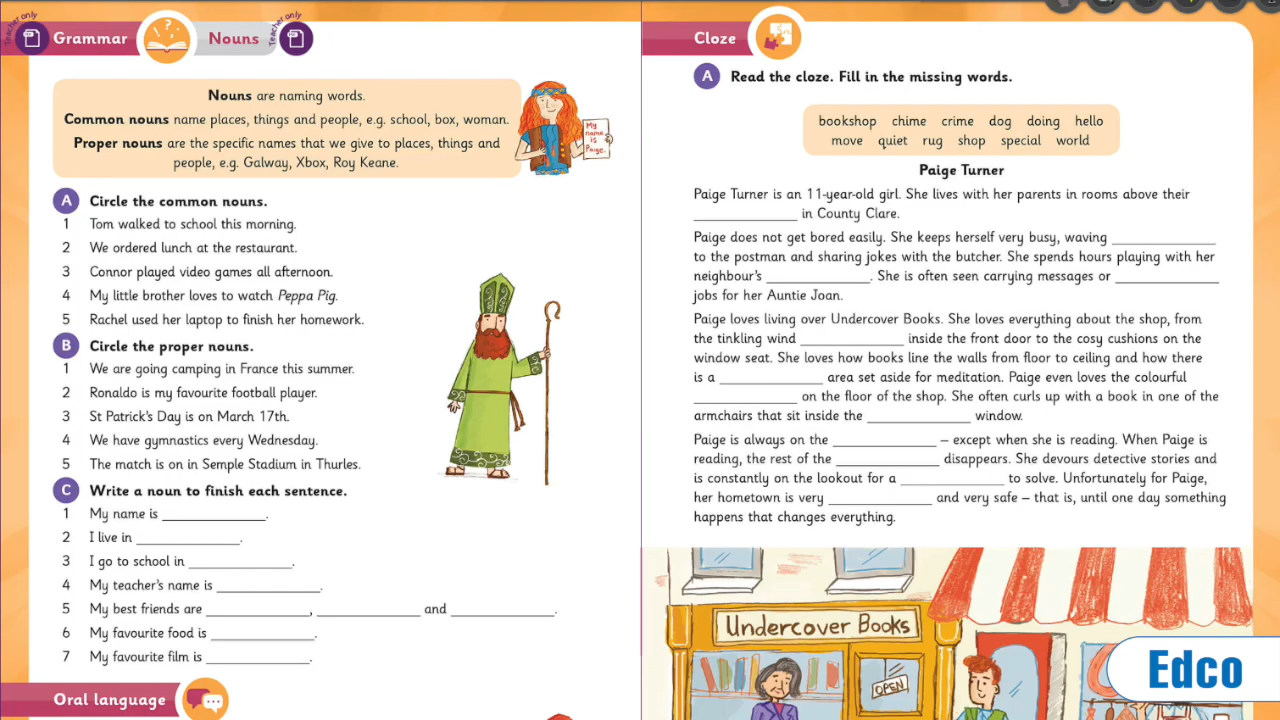 Teacher only
Grammar
Nouns
Teacher only
Nouns are naming words.
Common nouns name places, things and people, e.g. school, box, woman.
Proper nouns are the specific names that we give to places, things and
people, e.g. Galway, Xbox, Roy Keane.
My
name
is
Paige.
A Circle the common nouns.
1 Tom walked to school this morning.
2 We ordered lunch at the restaurant.
3 Connor played video games all afternoon.
4 My little brother loves to watch Peppa Pig.
5 Rachel used her laptop to finish her homework.
B Circle the proper nouns.
1 We are going camping in France this summer.
2 Ronaldo is my favourite football player.
3 St Patrick's Day is on March 17th.
4 We have gymnastics every Wednesday.
5 The match is on in Semple Stadium in Thurles.
C Write a noun to finish each sentence.
1 My name is ______________.
2 I live in ______________.
3 I go to school in ______________.
4 My teacher's name is ______________.
5 My best friends are ______________, ______________ and ______________.
6 My favourite food is ______________.
7 My favourite film is ______________.
Oral language
Cloze
A Read the cloze. Fill in the missing words.
bookshop chime crime dog doing hello
move quiet rug shop special world
Paige Turner
Paige Turner is an 11-year-old girl. She lives with her parents in rooms above their
______________ in County Clare.
Paige does not get bored easily. She keeps herself very busy, waving ______________
to the postman and sharing jokes with the butcher. She spends hours playing with her
neighbour's ______________. She is often seen carrying messages or ______________
jobs for her Auntie Joan.
Paige loves living over Undercover Books. She loves everything about the shop, from
the tinkling wind ______________ inside the front door to the cosy cushions on the
window seat. She loves how books line the walls from floor to ceiling and how there
is a ______________ area set aside for meditation. Paige even loves the colourful
______________ on the floor of the shop. She often curls up with a book in one of the
armchairs that sit inside the ______________ window.
Paige is always on the ______________ – except when she is reading. When Paige is
reading, the rest of the ______________ disappears. She devours detective stories and
is constantly on the lookout for a ______________ to solve. Unfortunately for Paige,
her hometown is very ______________ and very safe – that is, until one day something
happens that changes everything.
Undercover Books
OPEN
Edco